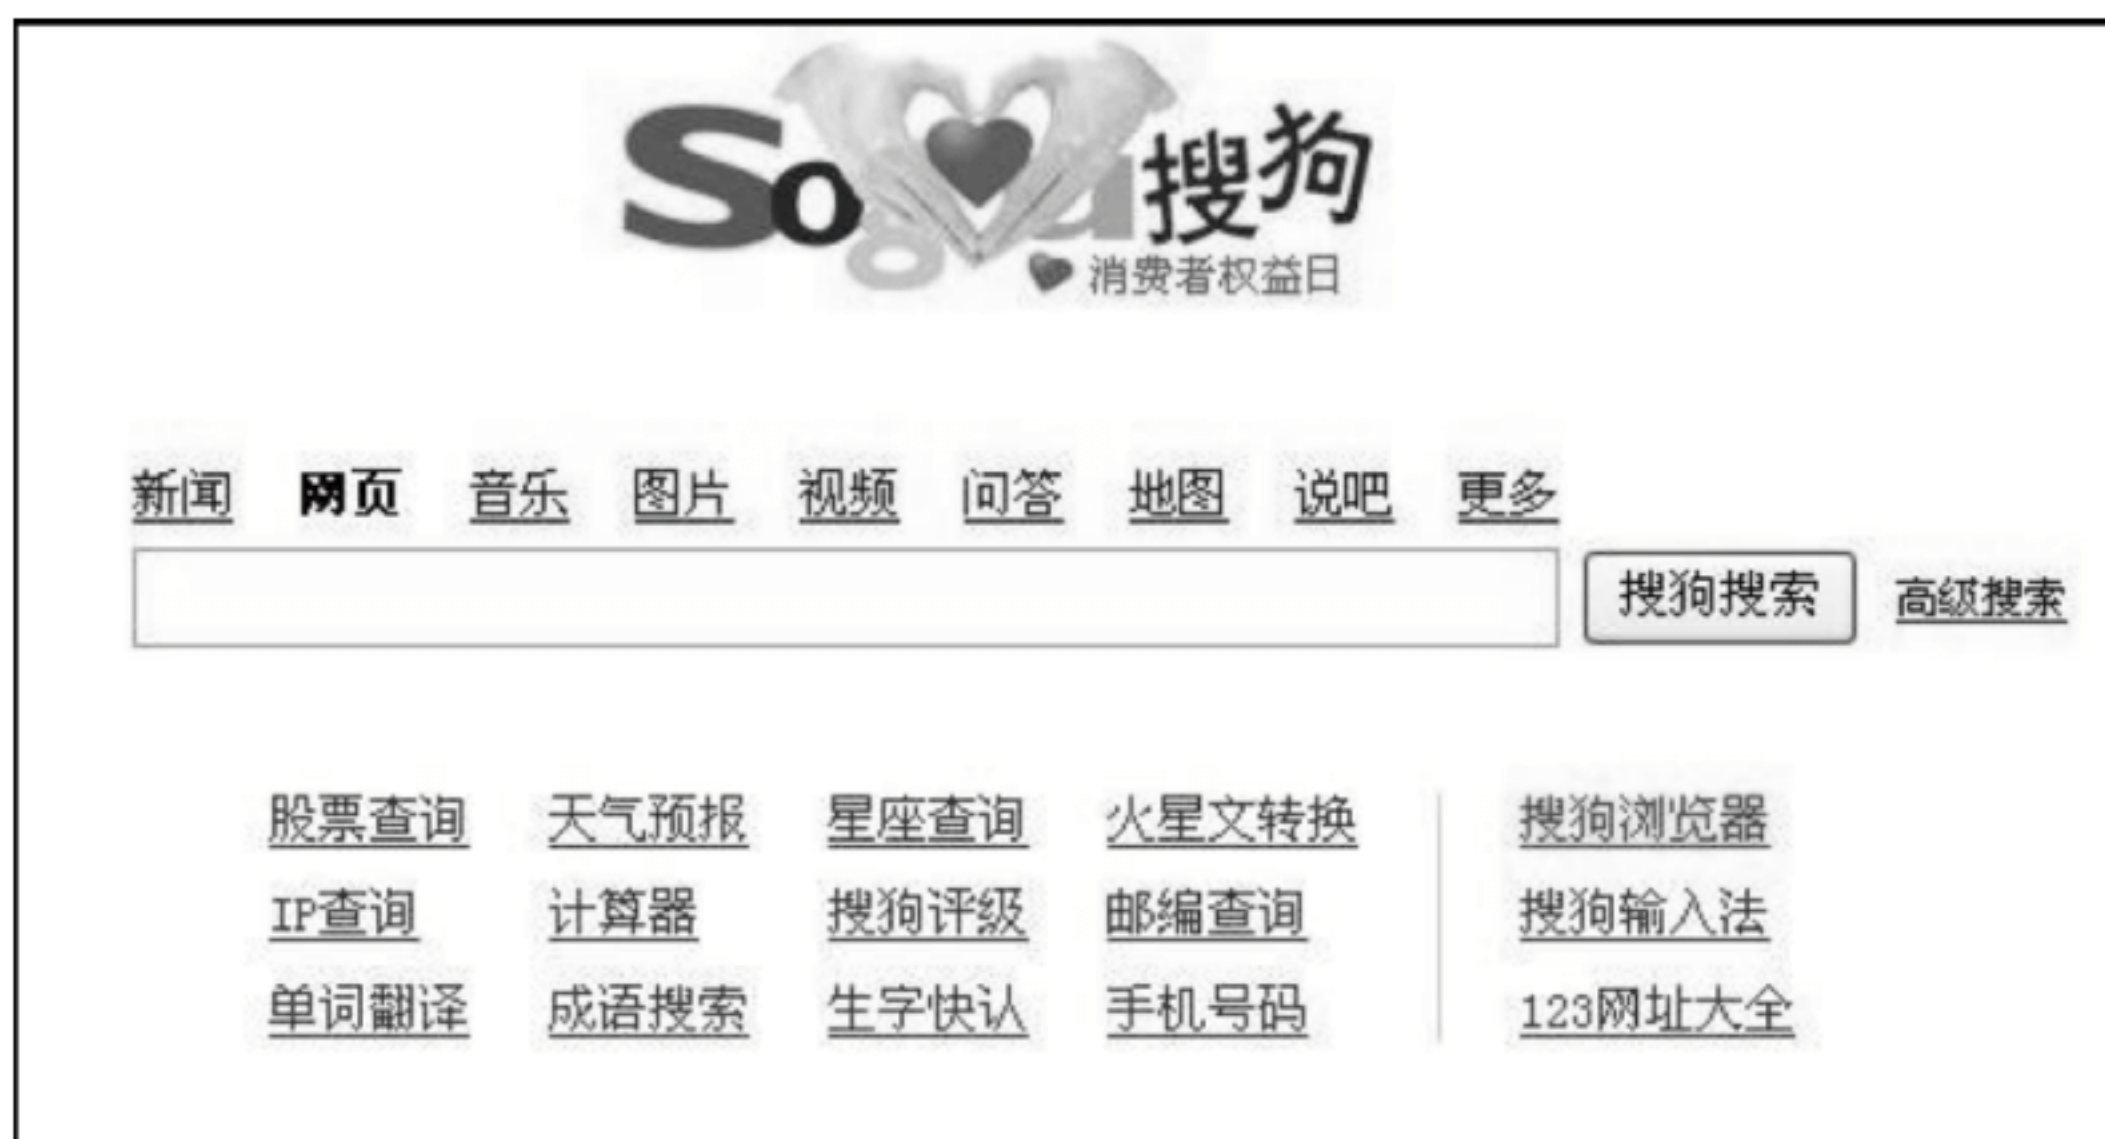 Sogou搜狗
消费者权益日
新闻 网页 音乐 图片 视频 问答 地图 说吧 更多
搜狗搜索 高级搜索
股票查询 天气预报 星座查询 火星文转换 搜狗浏览器
IP查询 计算器 搜狗评级 邮编查询 搜狗输入法
单词翻译 成语搜索 生字快认 手机号码 123网址大全